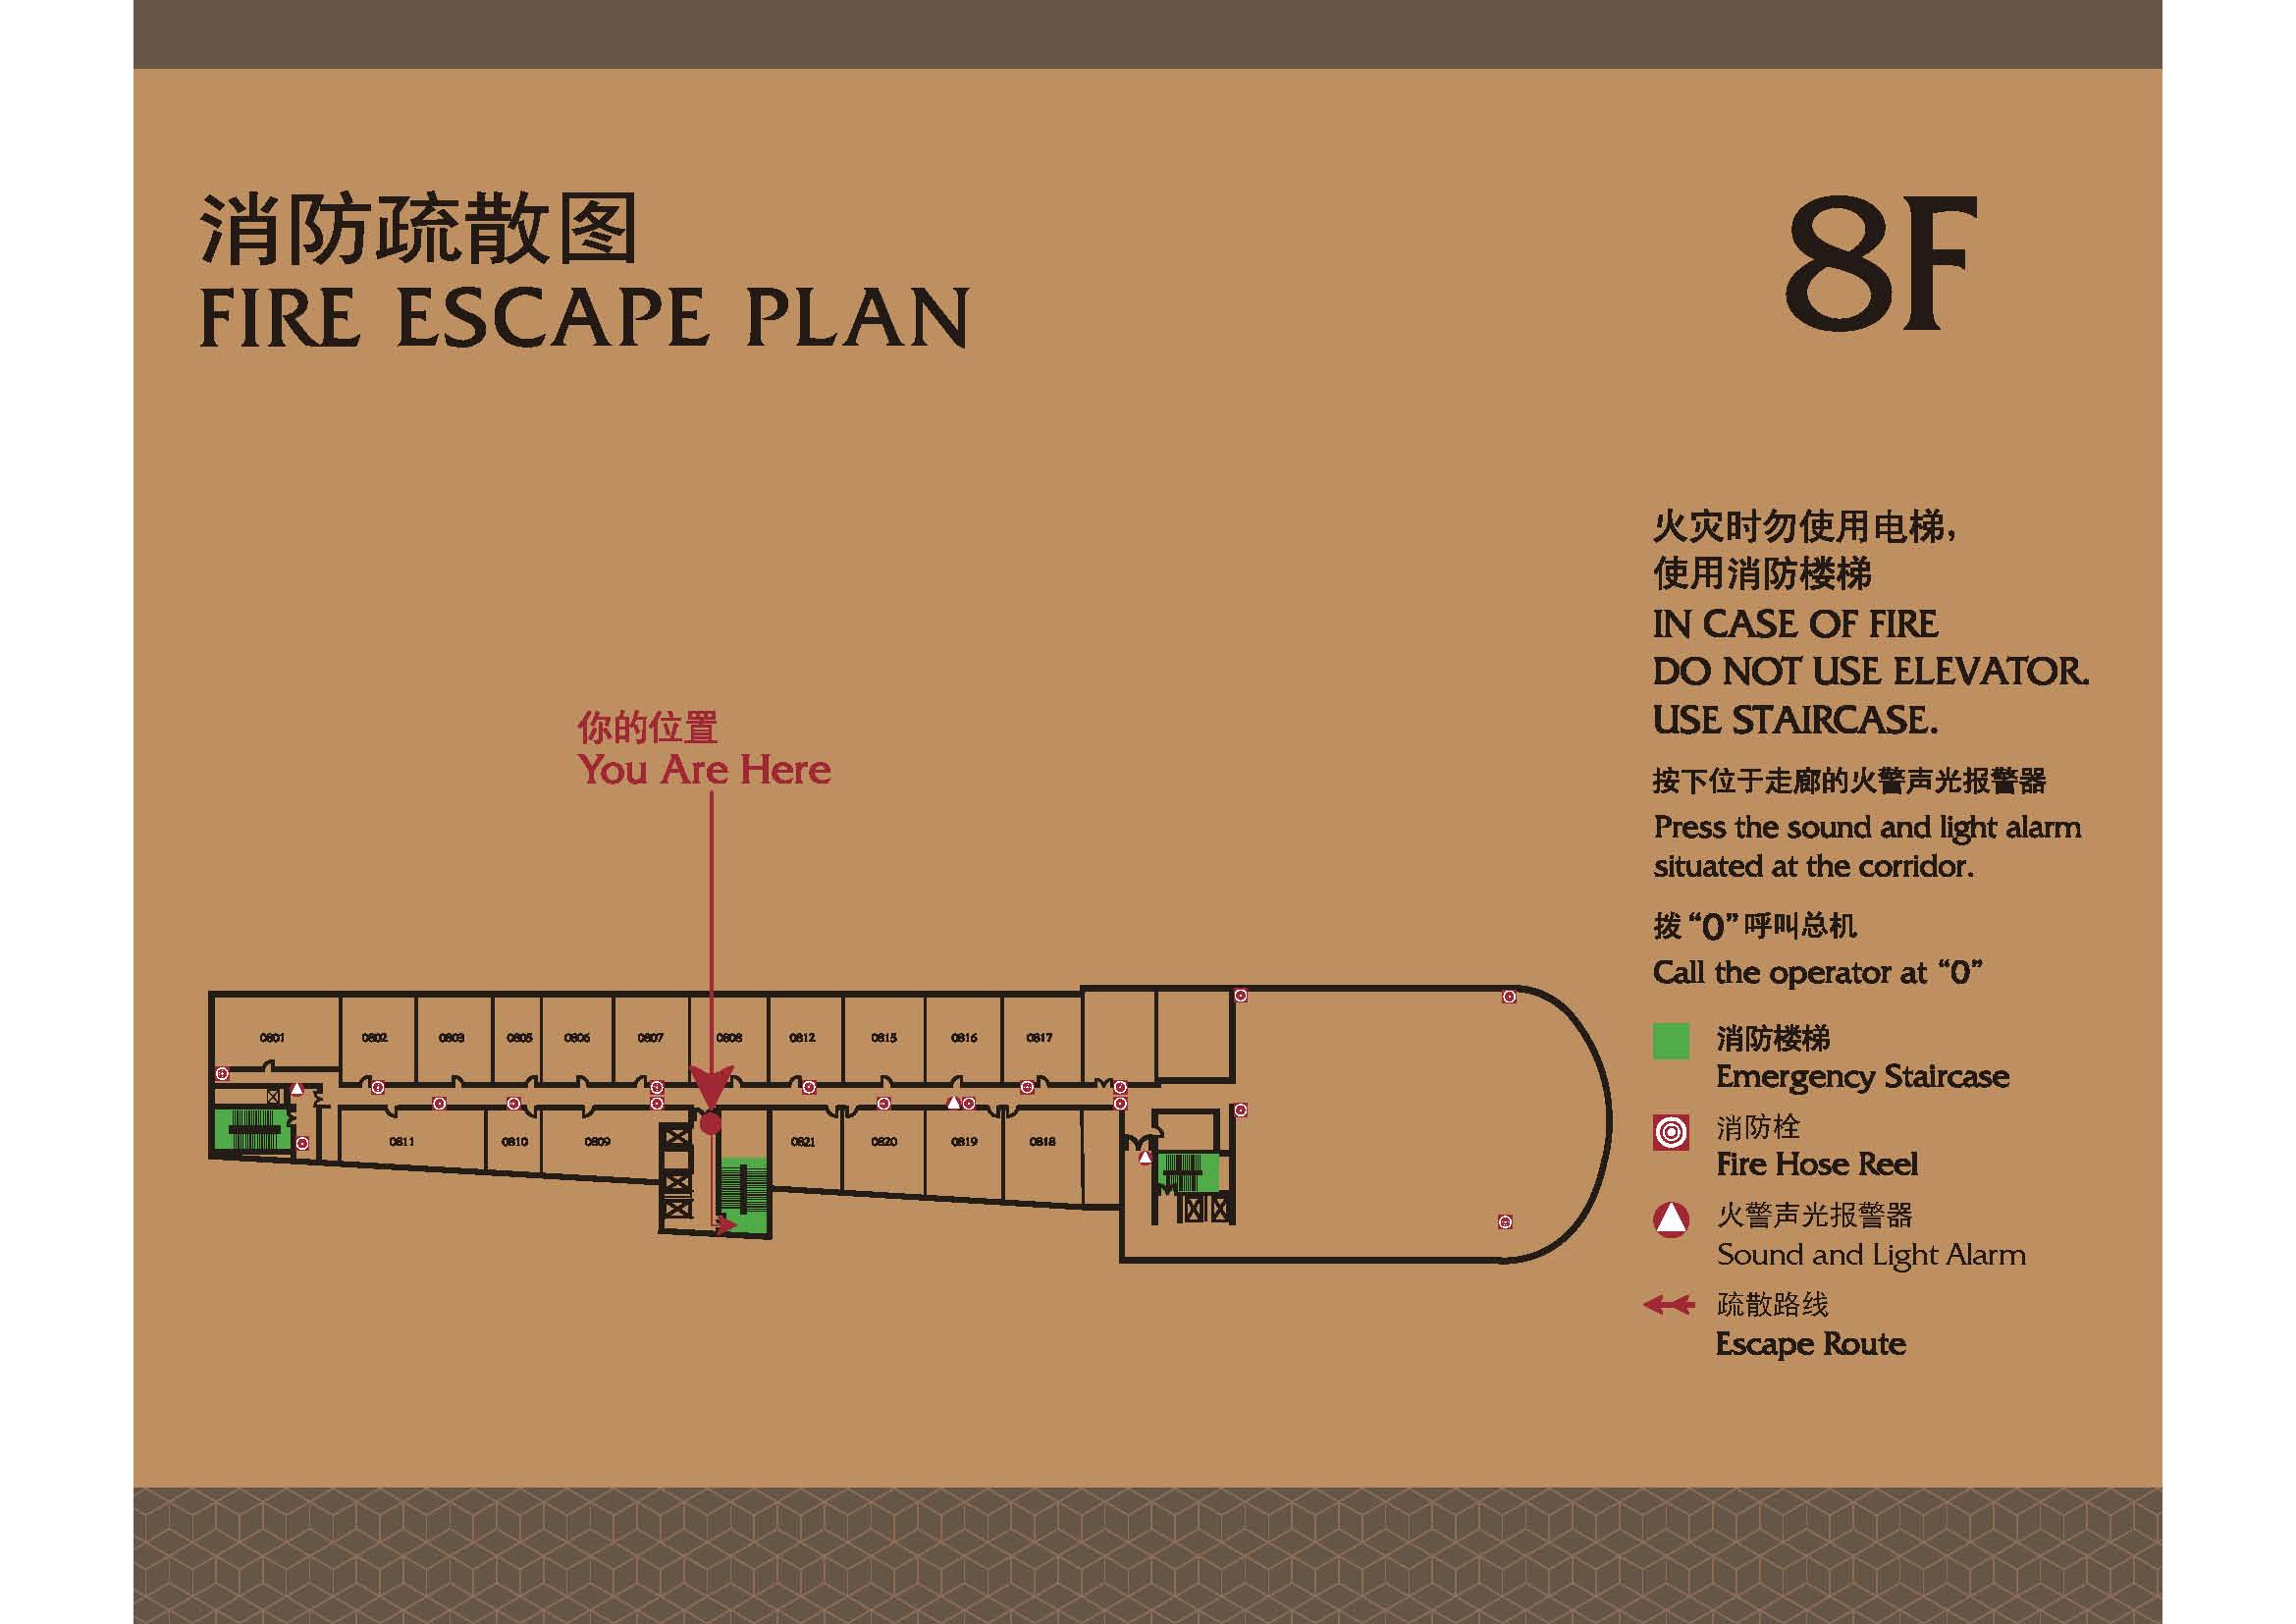 消防疏散图
FIRE ESCAPE PLAN
8F
火灾时勿使用电梯，
使用消防楼梯
IN CASE OF FIRE
DO NOT USE ELEVATOR.
USE STAIRCASE.
按下位于走廊的火警声光报警器
Press the sound and light alarm
situated at the corridor.
拨“0”呼叫总机
Call the operator at “0”
你的位置
You Are Here
0801 0802 0803 0805 0806 0807 0808 0812 0815 0816 0817
0811 0810 0809 0821 0820 0819 0818
消防楼梯
Emergency Staircase
消防栓
Fire Hose Reel
火警声光报警器
Sound and Light Alarm
疏散路线
Escape Route